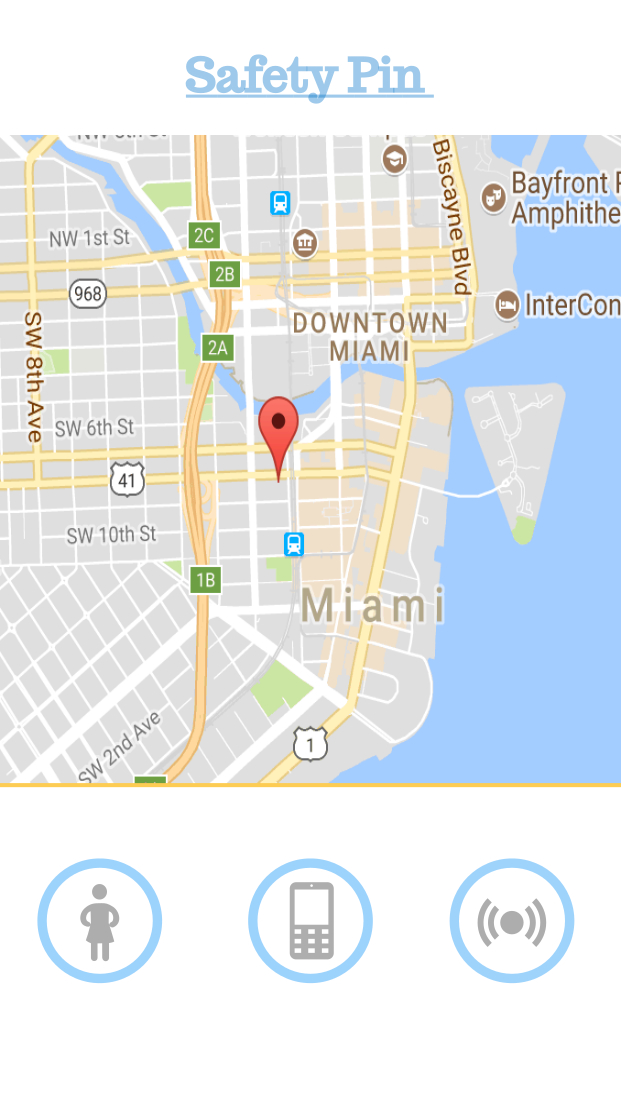 Safety Pin
Biscayne Blvd
Bayfront
Amphithe
NW 1st St
2C
2B
968
InterCon
DOWNTOWN
MIAMI
2A
SW 8th Ave
SW 6th St
41
SW 10th St
1B
Miami
SW 2nd Ave
1